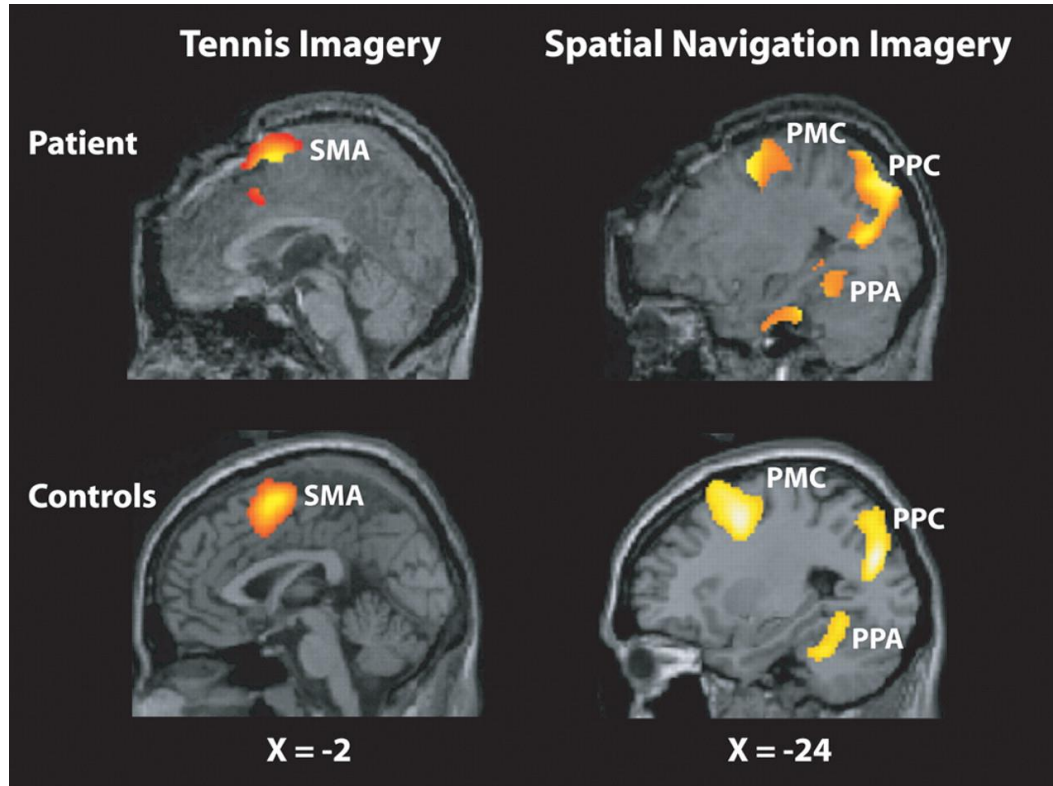 Tennis Imagery
Spatial Navigation Imagery
Patient
SMA
PMC
PPC
PPA
Controls
SMA
PMC
PPC
PPA
X = -2
X = -24